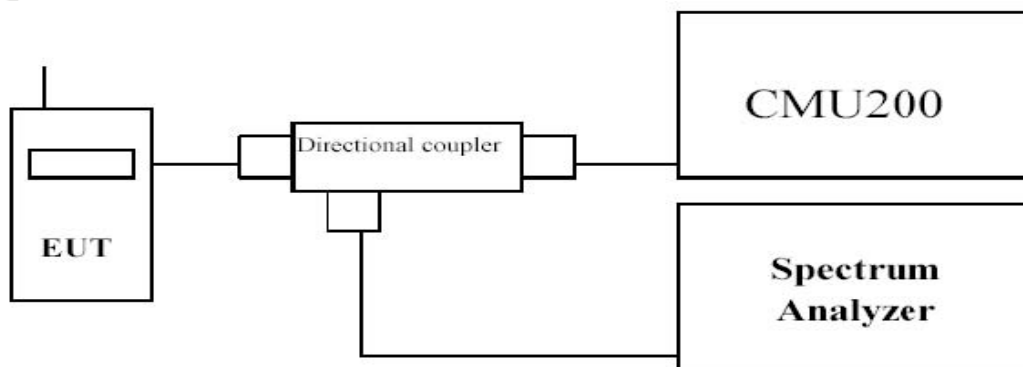 CMU200
Directional coupler
EUT
Spectrum
Analyzer